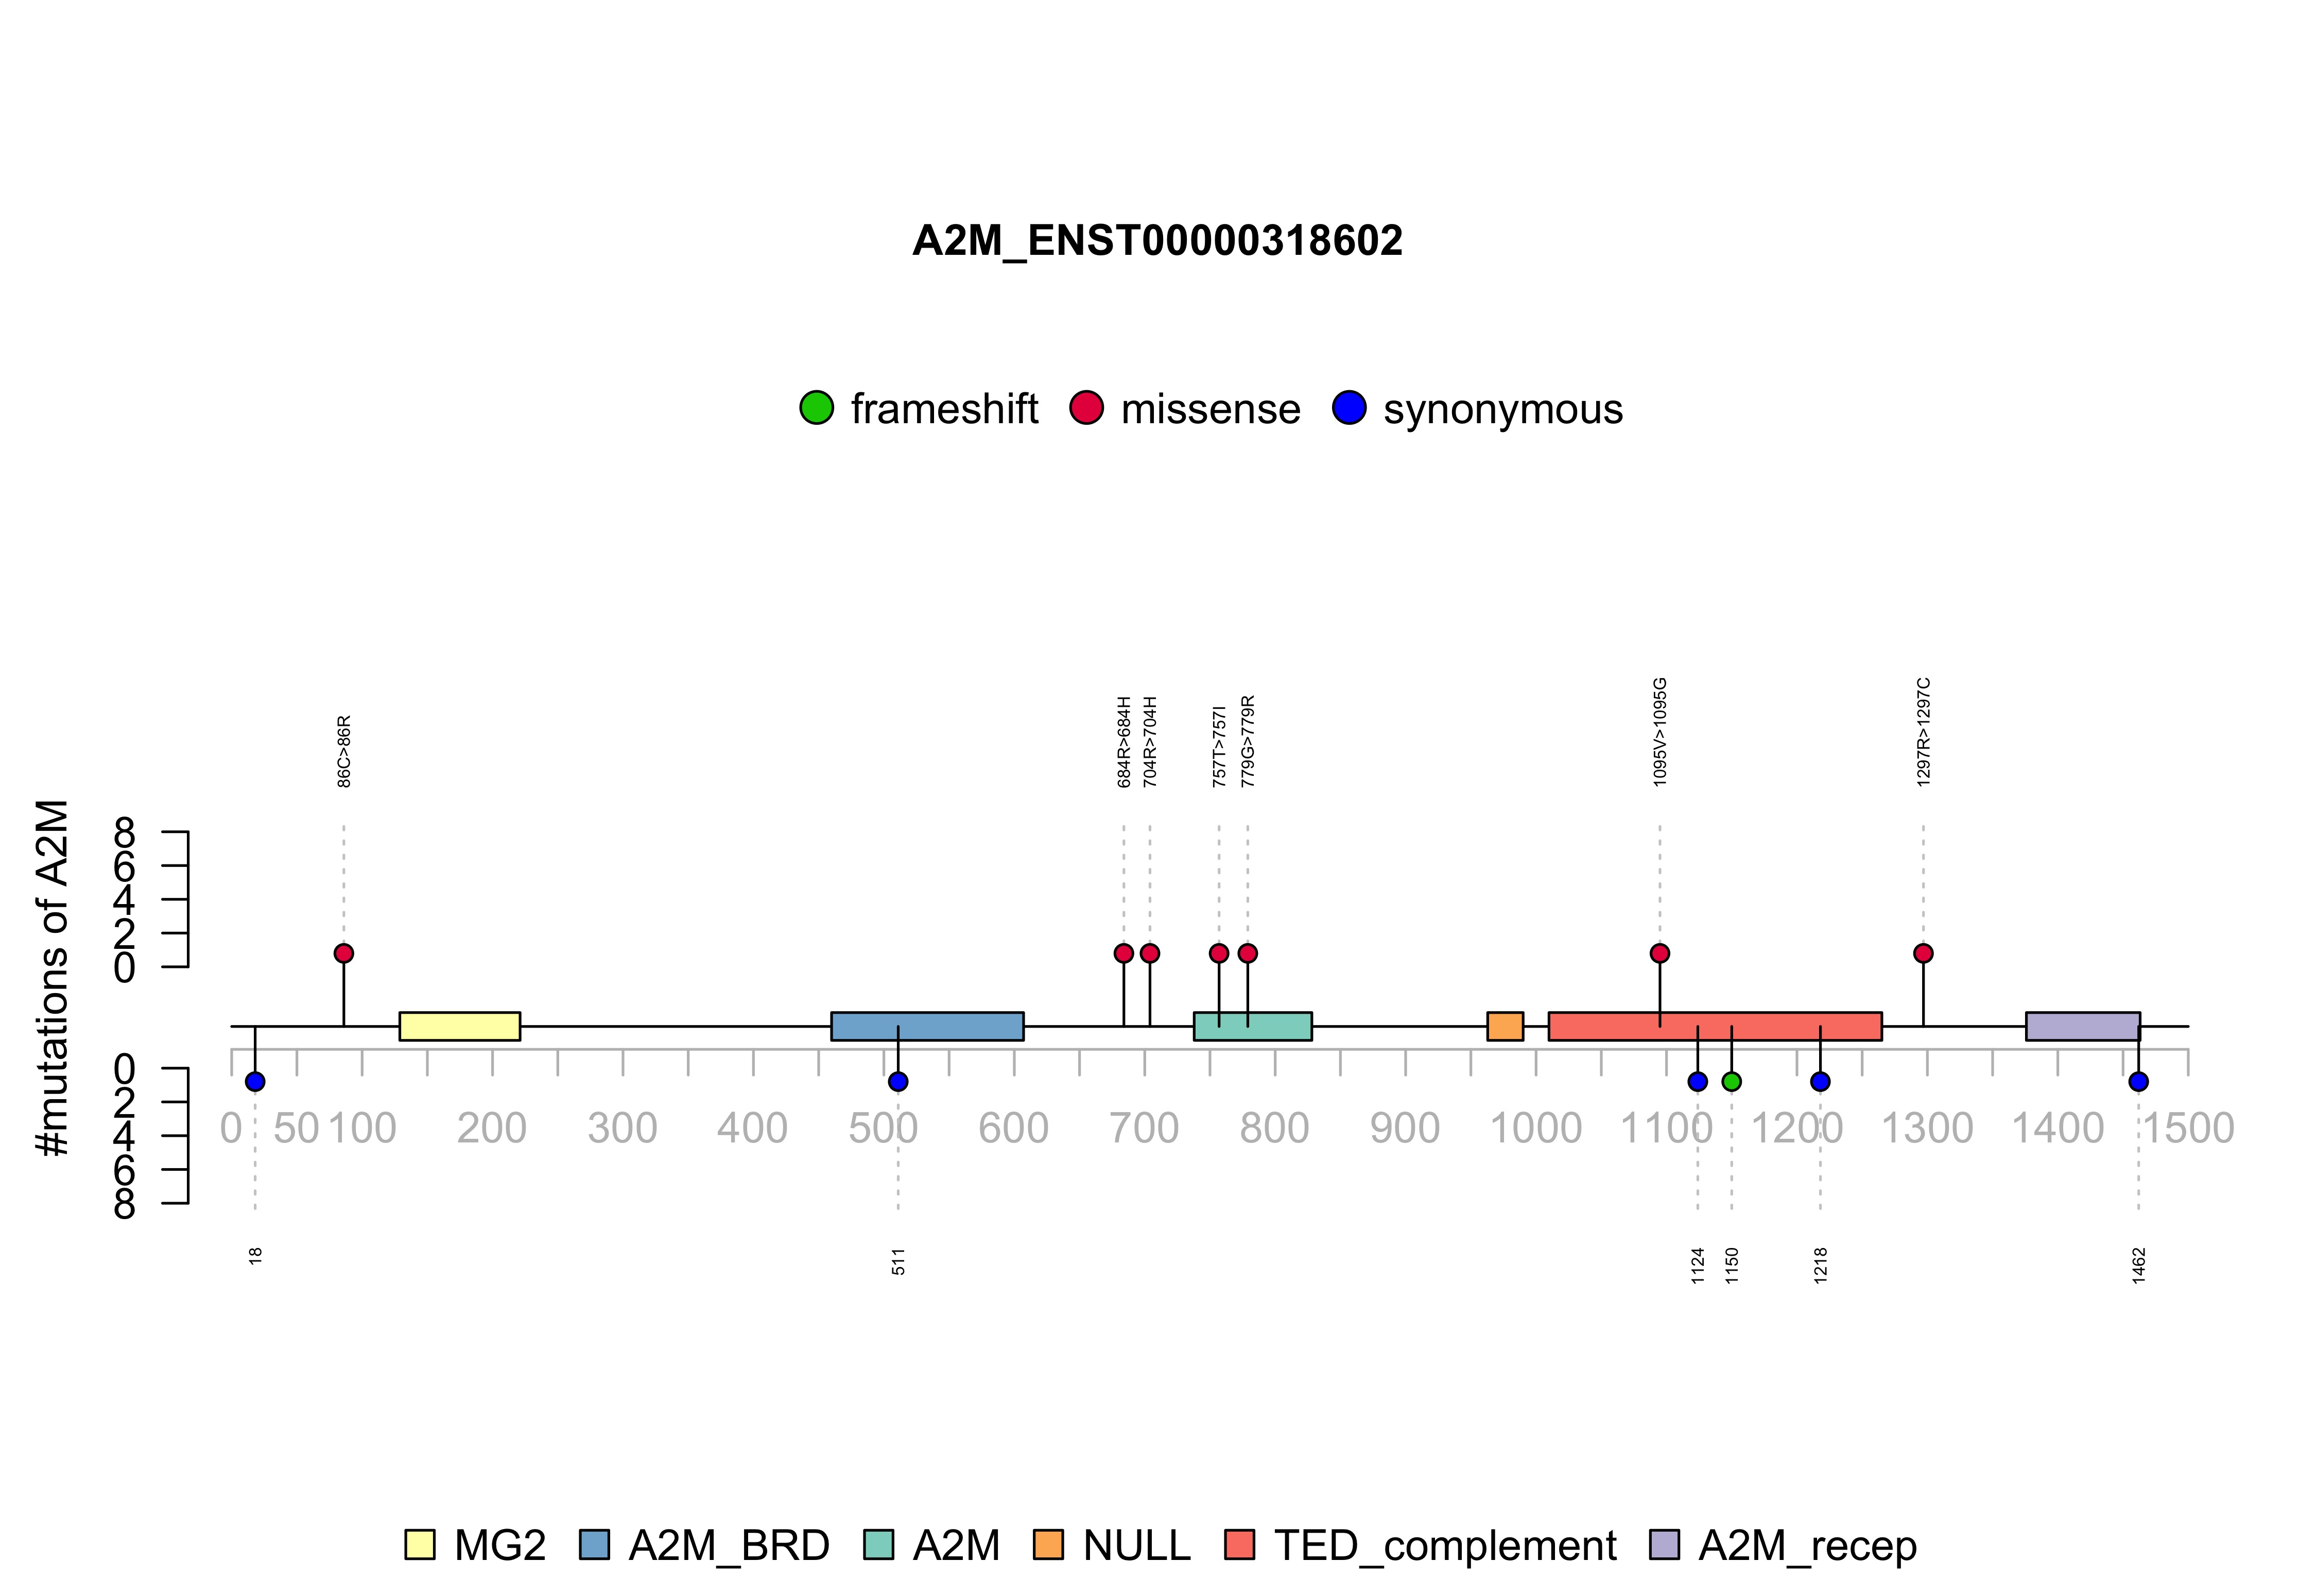 A2M_ENST00000318602
frameshift missense synonymous
86C>86R 684R>684H 704R>704H 757T>757I 779G>779R 1095V>1095G 1297R>1297C
#mutations of A2M
8
6
4
2
0
0
2
4
6
8
0 50 100 200 300 400 500 600 700 800 900 1000 1100 1200 1300 1400 1500
18 511 1124 1150 1218 1462
MG2 A2M_BRD A2M NULL TED_complement A2M_recep